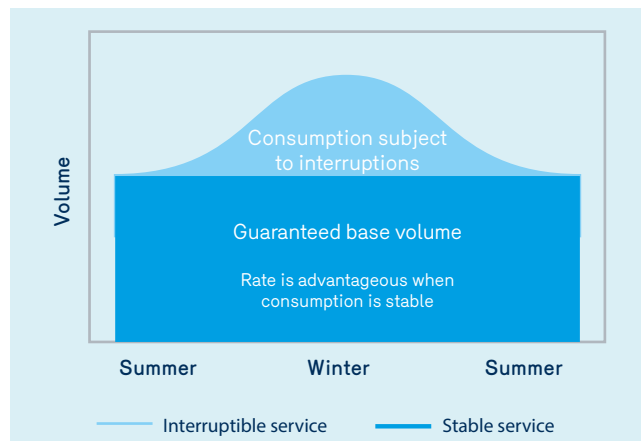 Volume
Consumption subject
to interruptions
Guaranteed base volume
Rate is advantageous when
consumption is stable
Summer Winter Summer
Interruptible service Stable service